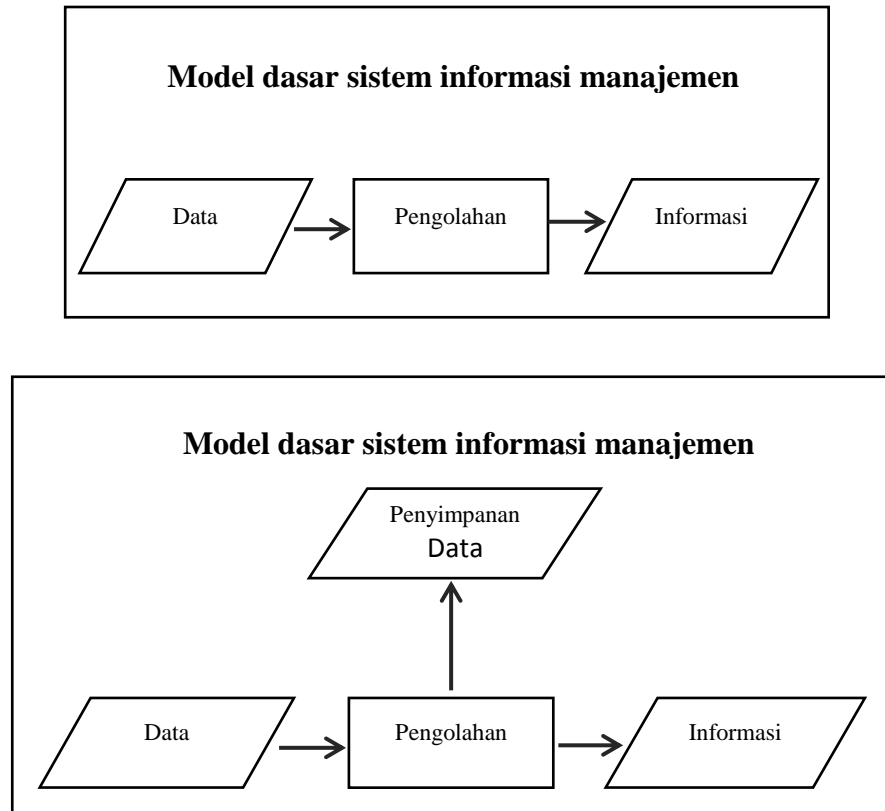 Model dasar sistem informasi manajemen
Data
Pengolahan
Informasi
Model dasar sistem informasi manajemen
Penyimpanan
Data
Data
Pengolahan
Informasi